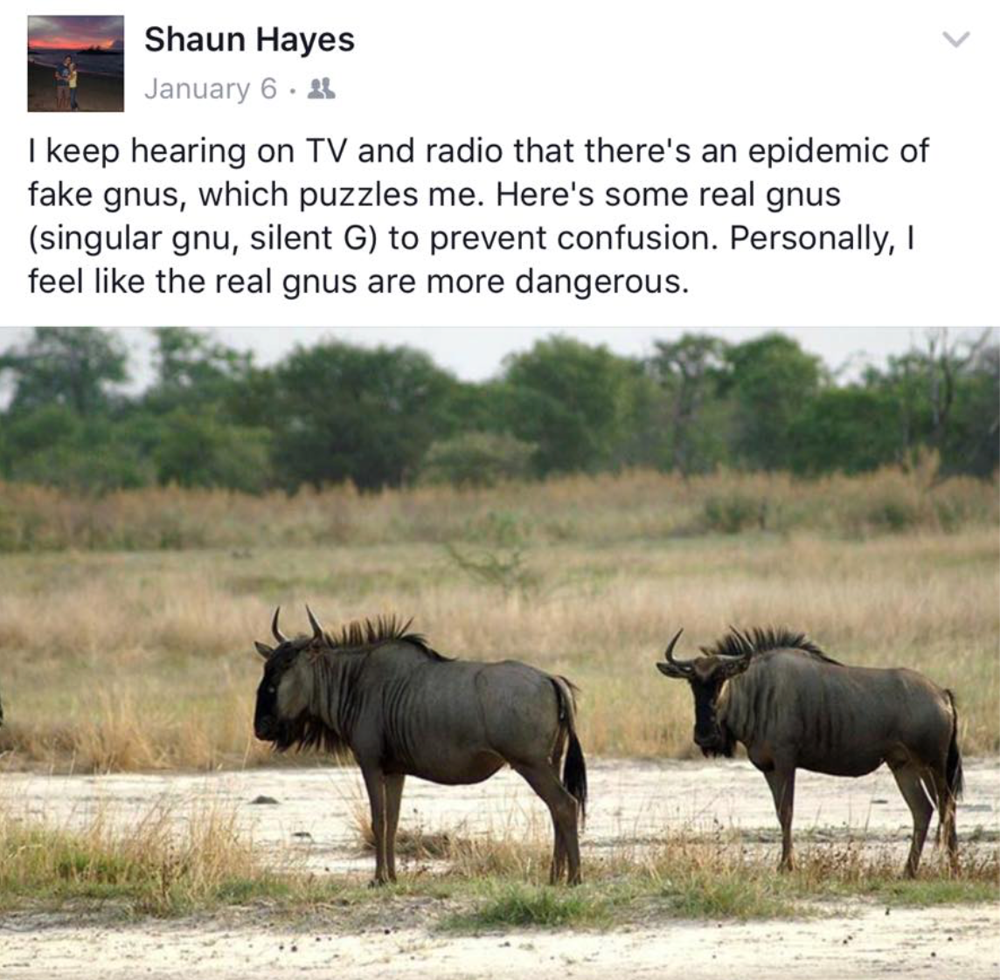 Shaun Hayes
January 6 ·
I keep hearing on TV and radio that there's an epidemic of
fake gnus, which puzzles me. Here's some real gnus
(singular gnu, silent G) to prevent confusion. Personally, I
feel like the real gnus are more dangerous.